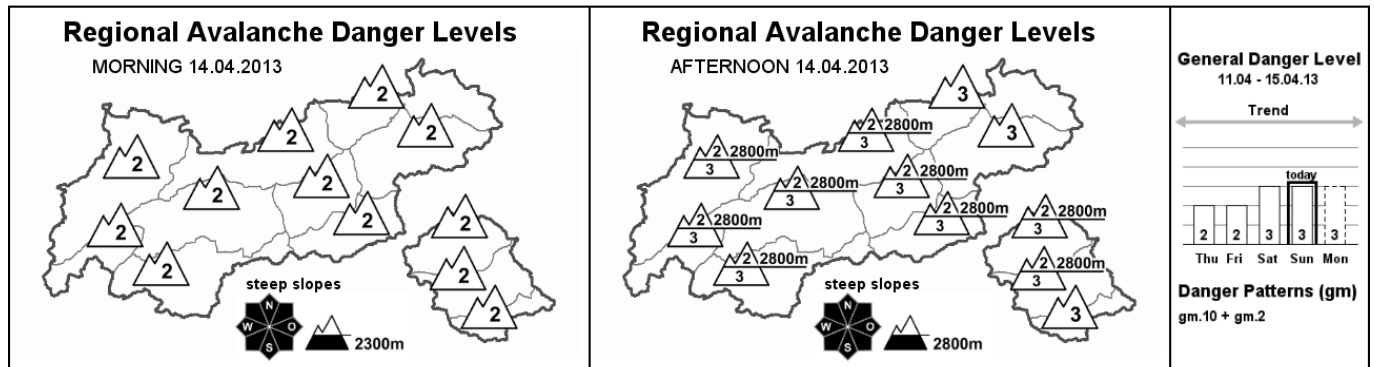 Regional Avalanche Danger Levels
MORNING 14.04.2013
2
2
2
2
2
2
2
2
2
2
2
2
steep slopes
N
W O
S
2300m
Regional Avalanche Danger Levels
AFTERNOON 14.04.2013
3
2 2800m
3
3
2 2800m
3
2 2800m
3
2 2800m
3
2 2800m
3
2 2800m
3
2 2800m
3
2 2800m
3
2 2800m
3
3
steep slopes
N
W O
S
2800m
General Danger Level
11.04 - 15.04.13
Trend
today
2 2 3 3 3
Thu Fri Sat Sun Mon
Danger Patterns (gm)
gm.10 + gm.2